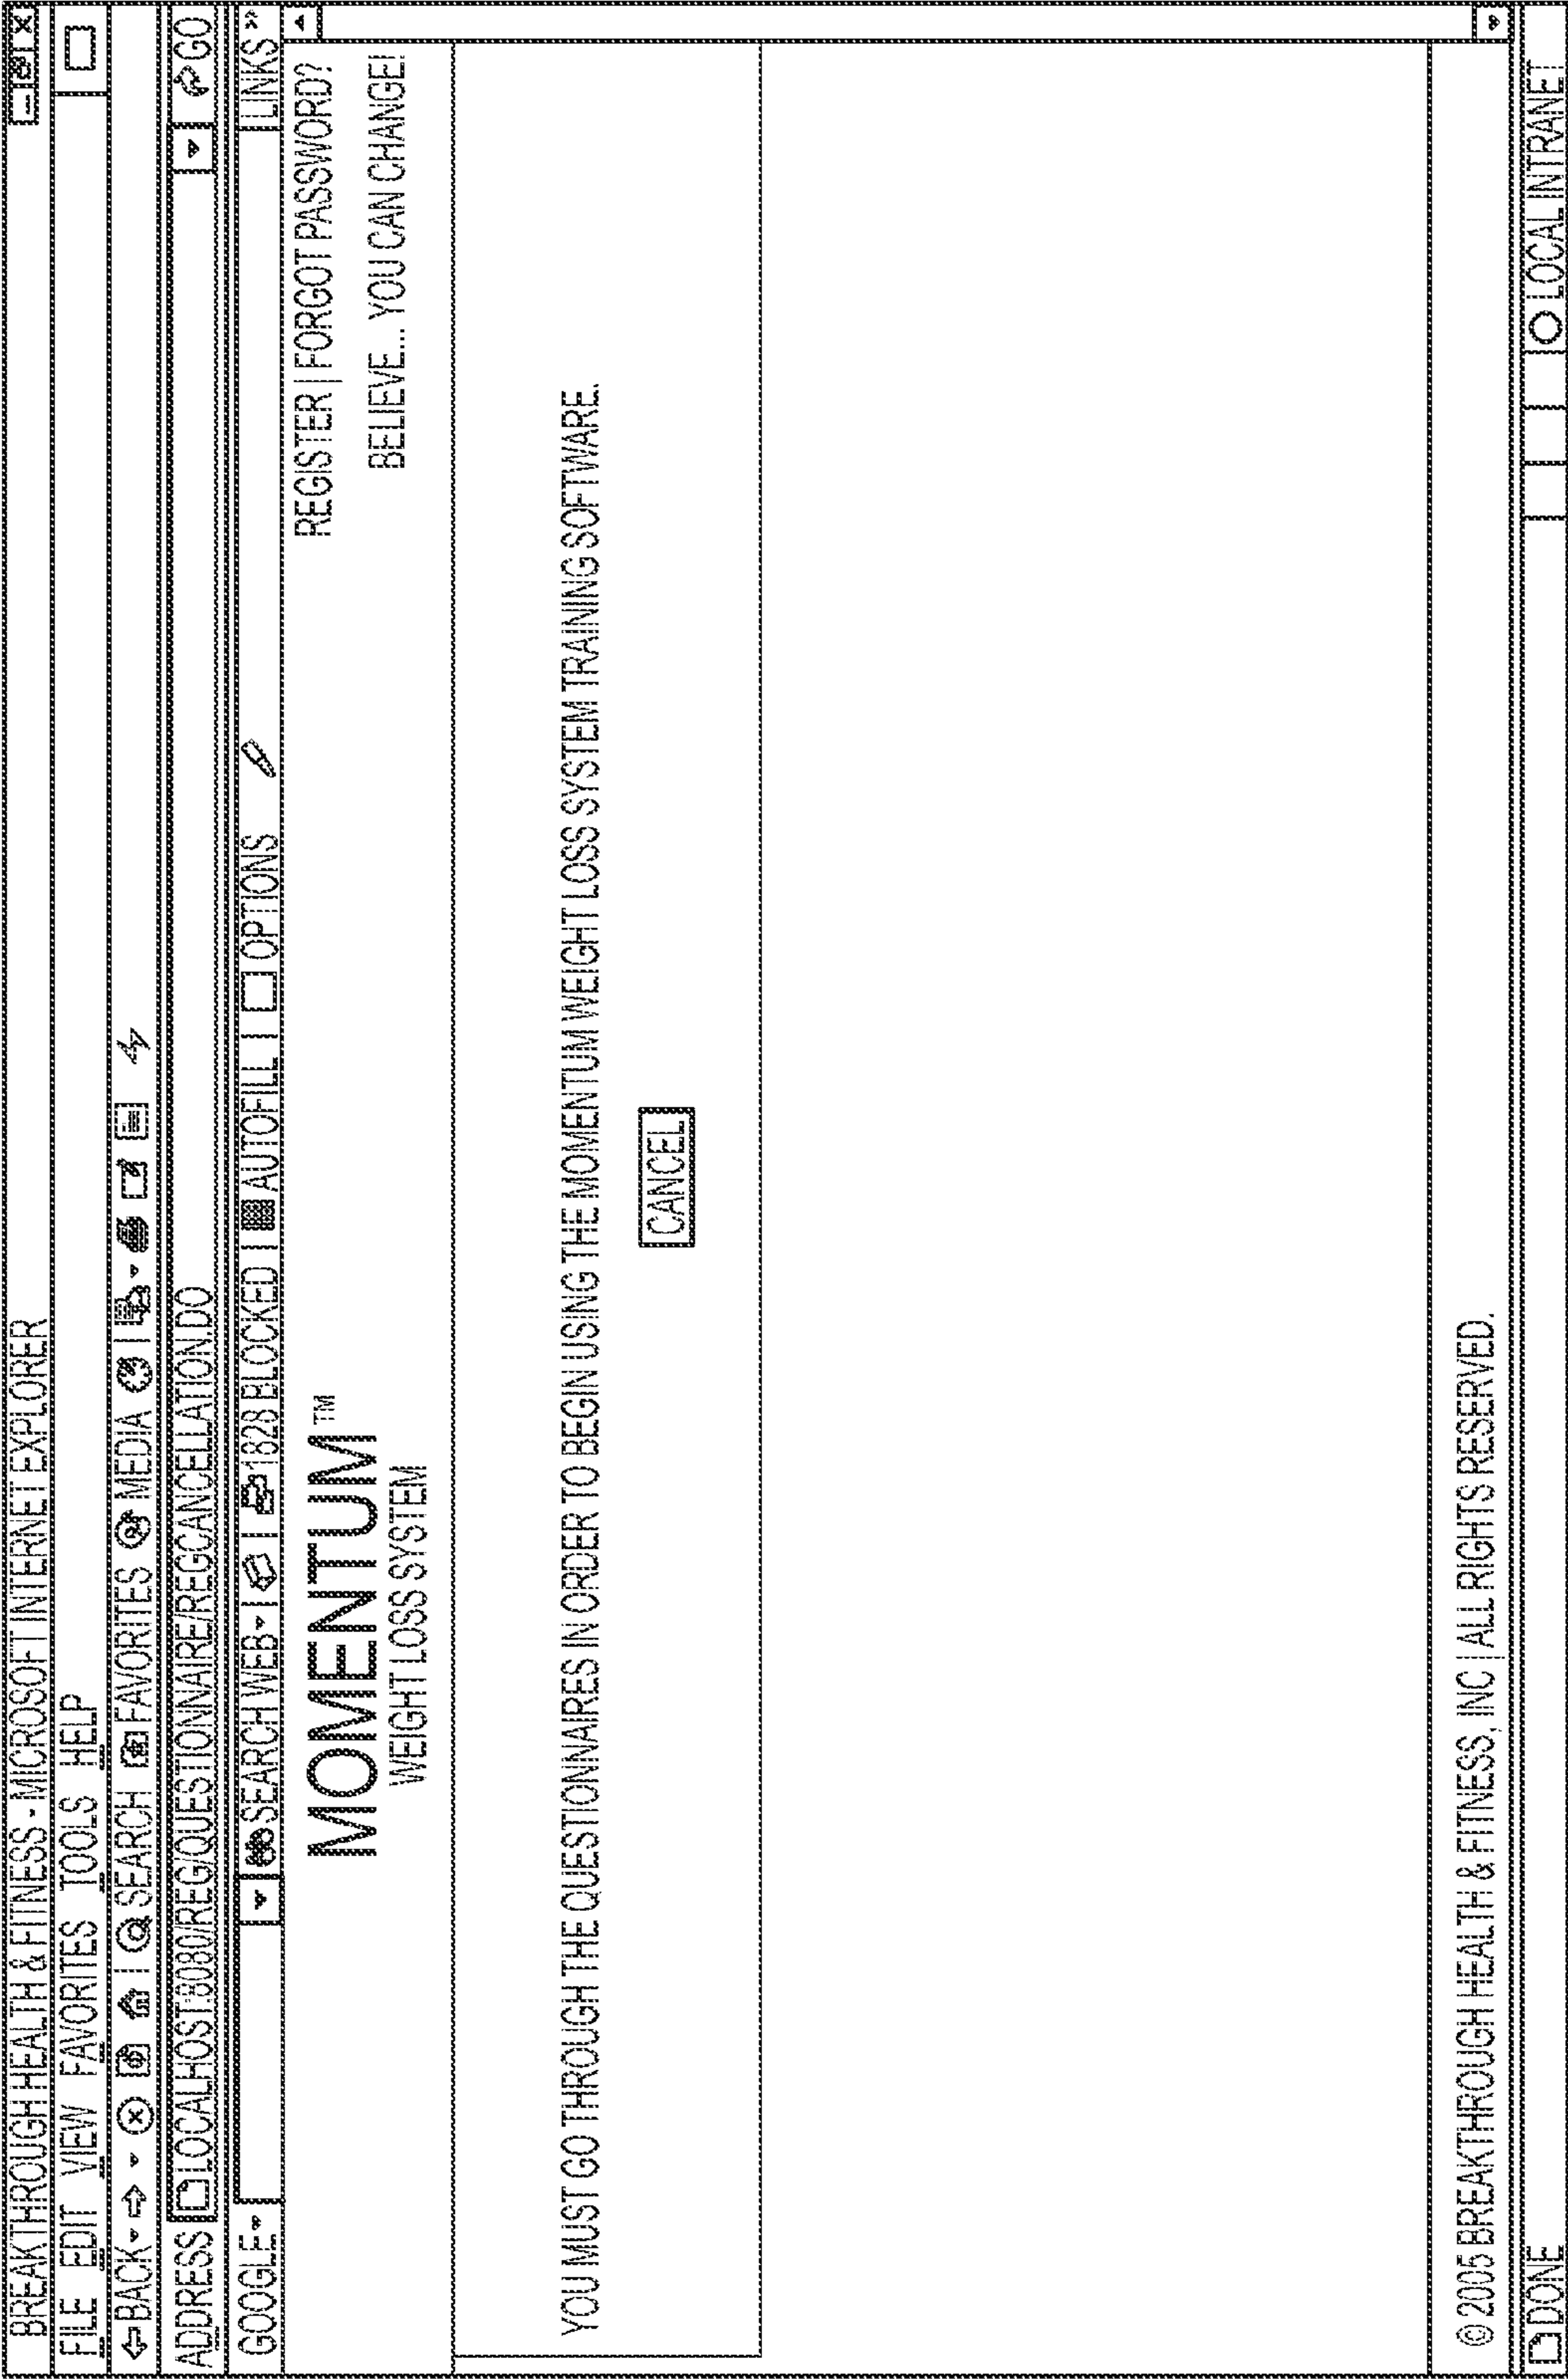 BREAKTHROUGH HEALTH & FITNESS - MICROSOFT INTERNET EXPLORER
FILE EDIT VIEW FAVORITES TOOLS HELP
BACK SEARCH FAVORITES MEDIA
ADDRESS LOCALHOST:8080/REG/QUESTIONNAIRE/REGCANCELLATION.DO GO
GOOGLE SEARCH WEB 1828 BLOCKED AUTOFILL OPTIONS LINKS »
REGISTER | FORGOT PASSWORD?
MOMENTUM™
WEIGHT LOSS SYSTEM
BELIEVE... YOU CAN CHANGE!
YOU MUST GO THROUGH THE QUESTIONNAIRES IN ORDER TO BEGIN USING THE MOMENTUM WEIGHT LOSS SYSTEM TRAINING SOFTWARE.
CANCEL
© 2005 BREAKTHROUGH HEALTH & FITNESS, INC | ALL RIGHTS RESERVED.
DONE LOCAL INTRANET